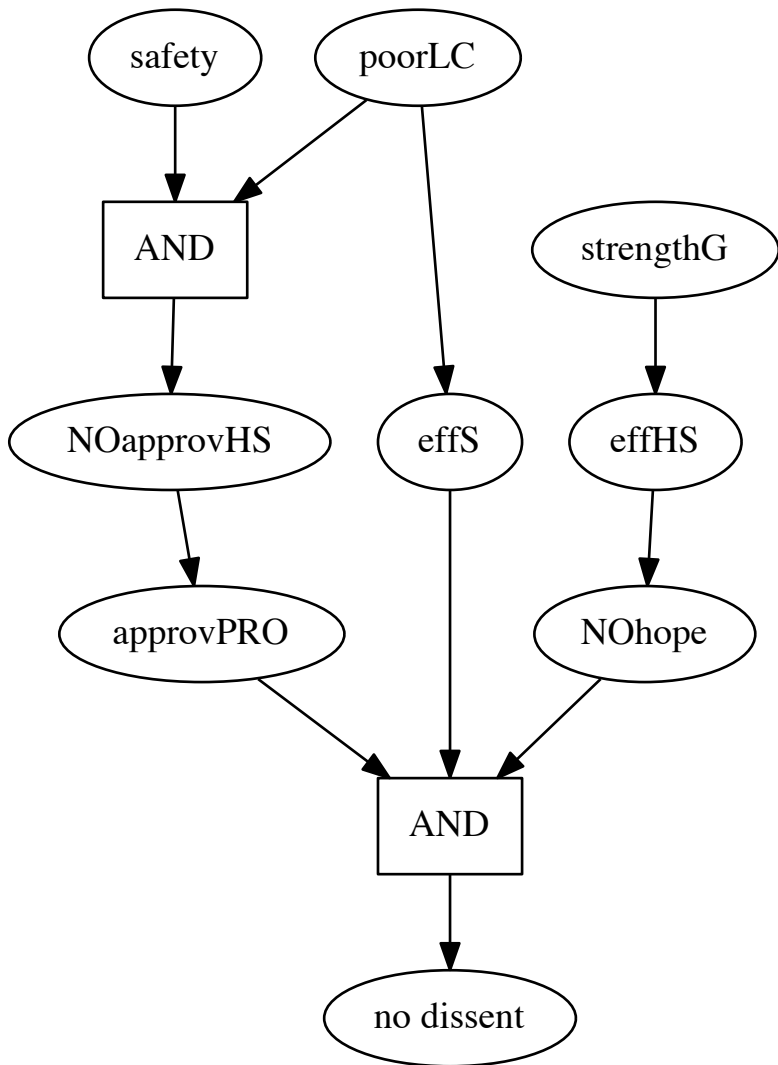 safety
poorLC
AND
strengthG
NOapprovHS
effS
effHS
approvPRO
NOhope
AND
no dissent